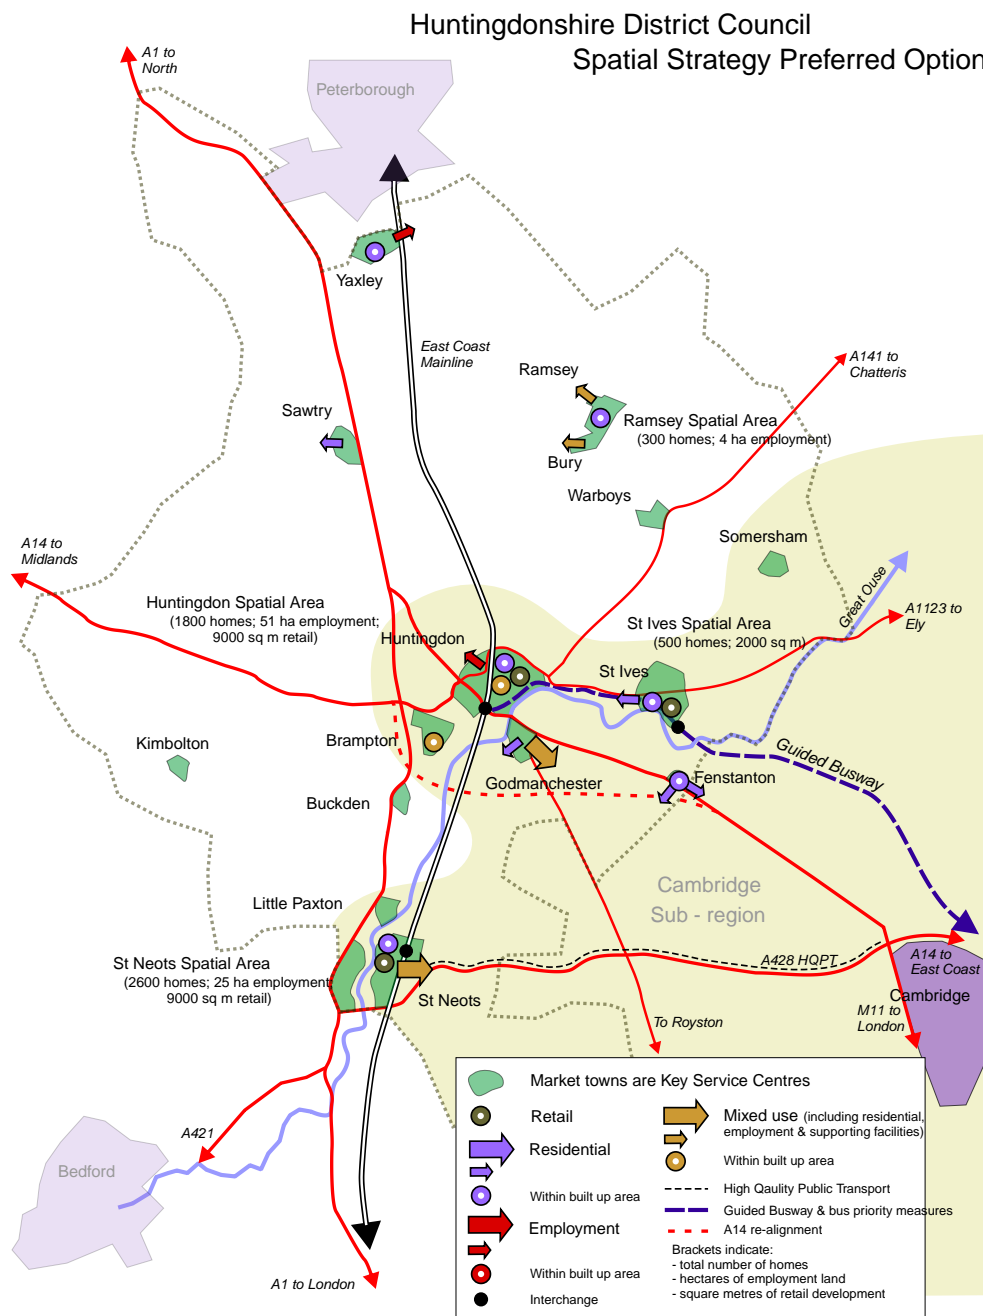 Huntingdonshire District Council
Spatial Strategy Preferred Option
A1 to
North
Peterborough
Yaxley
East Coast
Mainline
Ramsey
A141 to
Chatteris
Sawtry
Ramsey Spatial Area
(300 homes; 4 ha employment)
Bury
Warboys
Somersham
A14 to
Midlands
Huntingdon Spatial Area
(1800 homes; 51 ha employment;
9000 sq m retail)
Great Ouse
A1123 to
Ely
St Ives Spatial Area
(500 homes; 2000 sq m)
Huntingdon
St Ives
Kimbolton
Brampton
Guided Busway
Godmanchester
Fenstanton
Buckden
Cambridge
Sub - region
Little Paxton
St Neots Spatial Area
(2600 homes; 25 ha employment;
9000 sq m retail)
A428 HQPT
A14 to
East Coast
St Neots
Cambridge
M11 to
London
To Royston
Market towns are Key Service Centres
Retail
Residential
Within built up area
Employment
Within built up area
Interchange
Mixed use (including residential,
employment & supporting facilities)
Within built up area
High Qaulity Public Transport
Guided Busway & bus priority measures
A14 re-alignment
Brackets indicate:
- total number of homes
- hectares of employment land
- square metres of retail development
A421
Bedford
A1 to London